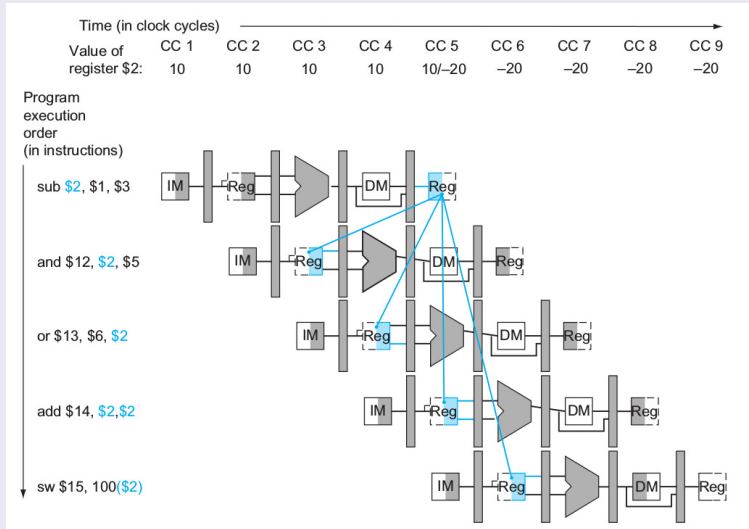 Time (in clock cycles)
Value of register $2:
CC 1 CC 2 CC 3 CC 4 CC 5 CC 6 CC 7 CC 8 CC 9
10 10 10 10 10/–20 –20 –20 –20 –20
Program
execution
order
(in instructions)
sub $2, $1, $3
IM Reg DM Reg
and $12, $2, $5
IM Reg DM Reg
or $13, $6, $2
IM Reg DM Reg
add $14, $2,$2
IM Reg DM Reg
sw $15, 100($2)
IM Reg DM Reg